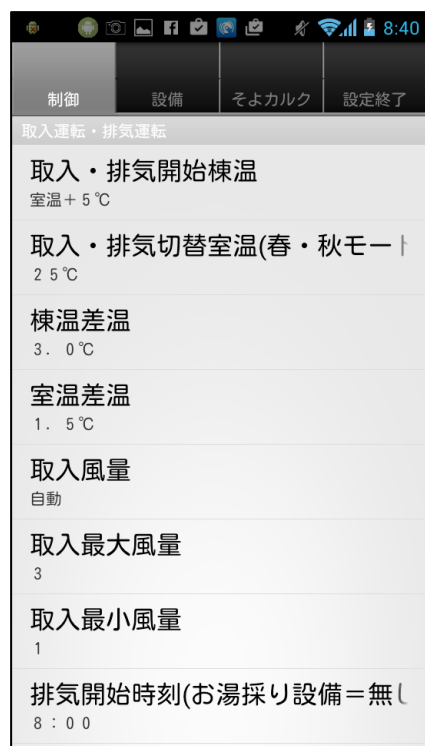 8:40
制御 設備 そよカルク 設定終了
取入運転・排気運転
取入・排気開始棟温
室温+5℃
取入・排気切替室温(春・秋モー
25℃
棟温差温
3.0℃
室温差温
1.5℃
取入風量
自動
取入最大風量
3
取入最小風量
1
排気開始時刻(お湯採り設備=無し
8:00